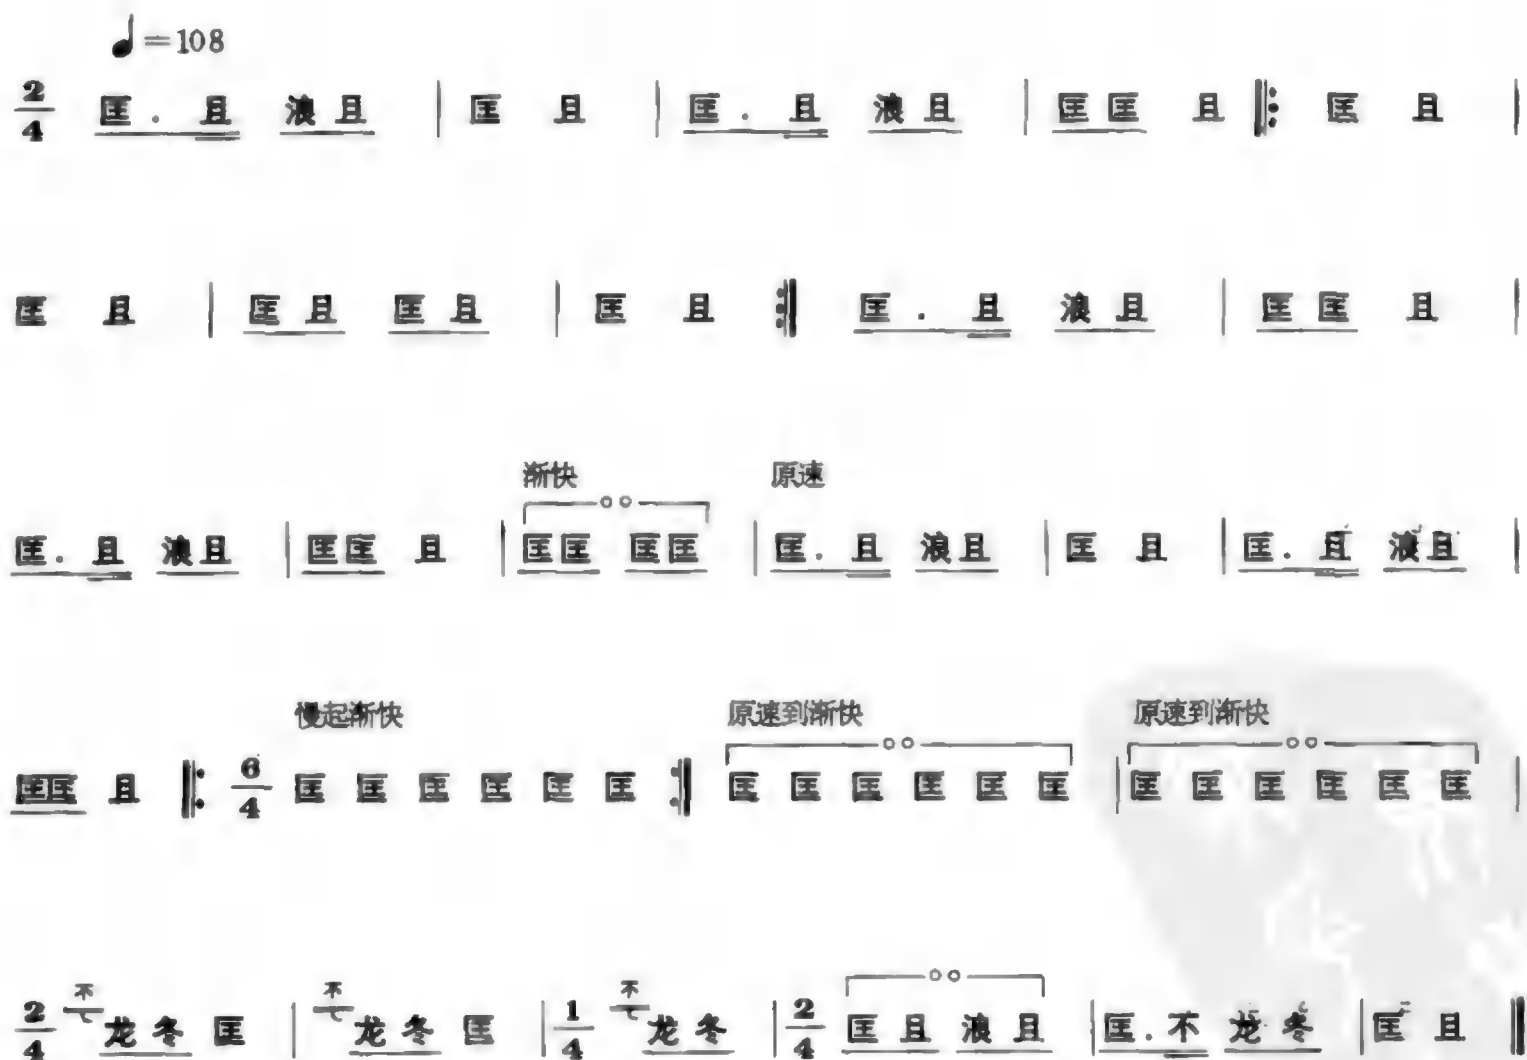 ♩=108
2/4 匡.且 浪且 | 匡 且 | 匡.且 浪且 | 匡匡 且 ‖: 匡 且 |
匡 且 | 匡且 匡且 | 匡 且 :‖ 匡.且 浪且 | 匡匡 且 |
渐快 原速
匡.且 浪且 | 匡匡 且 | 匡匡 匡匡 | 匡.且 浪且 | 匡 且 | 匡.且 浪且 |
慢起渐快 原速到渐快 原速到渐快
匡匡 且 ‖: 6/4 匡 匡 匡 匡 匡 匡 :‖ 匡 匡 匡 匡 匡 匡 | 匡 匡 匡 匡 匡 匡 |
不 不 不
2/4 龙冬 匡 | 龙冬 匡 | 1/4 龙冬 | 2/4 匡且 浪且 | 匡.不 龙冬 | 匡 且 ‖